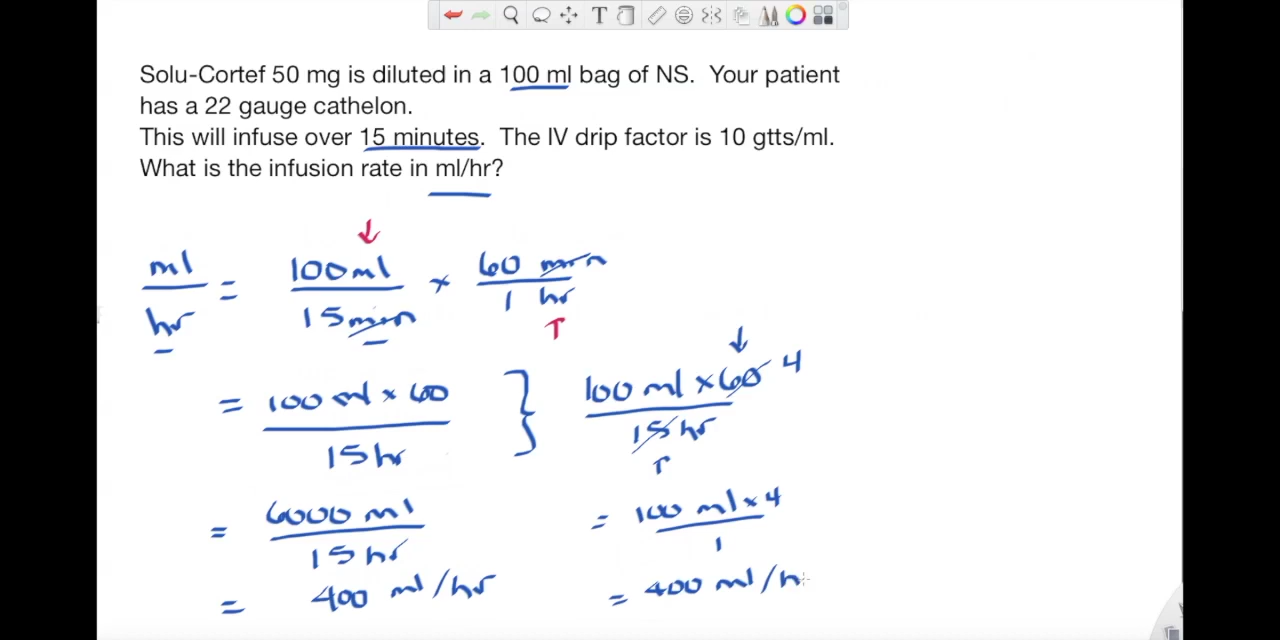 Solu-Cortef 50 mg is diluted in a 100 ml bag of NS. Your patient
has a 22 gauge cathelon.
This will infuse over 15 minutes. The IV drip factor is 10 gtts/ml.
What is the infusion rate in ml/hr?
ml/hr = 100ml/15min × 60 min/1 hr
= 100 ml × 60/15hr } 100 ml × 60 4/15 hr
= 6000 ml/15 hr = 100 ml × 4/1
= 400 ml/hr = 400 ml/h